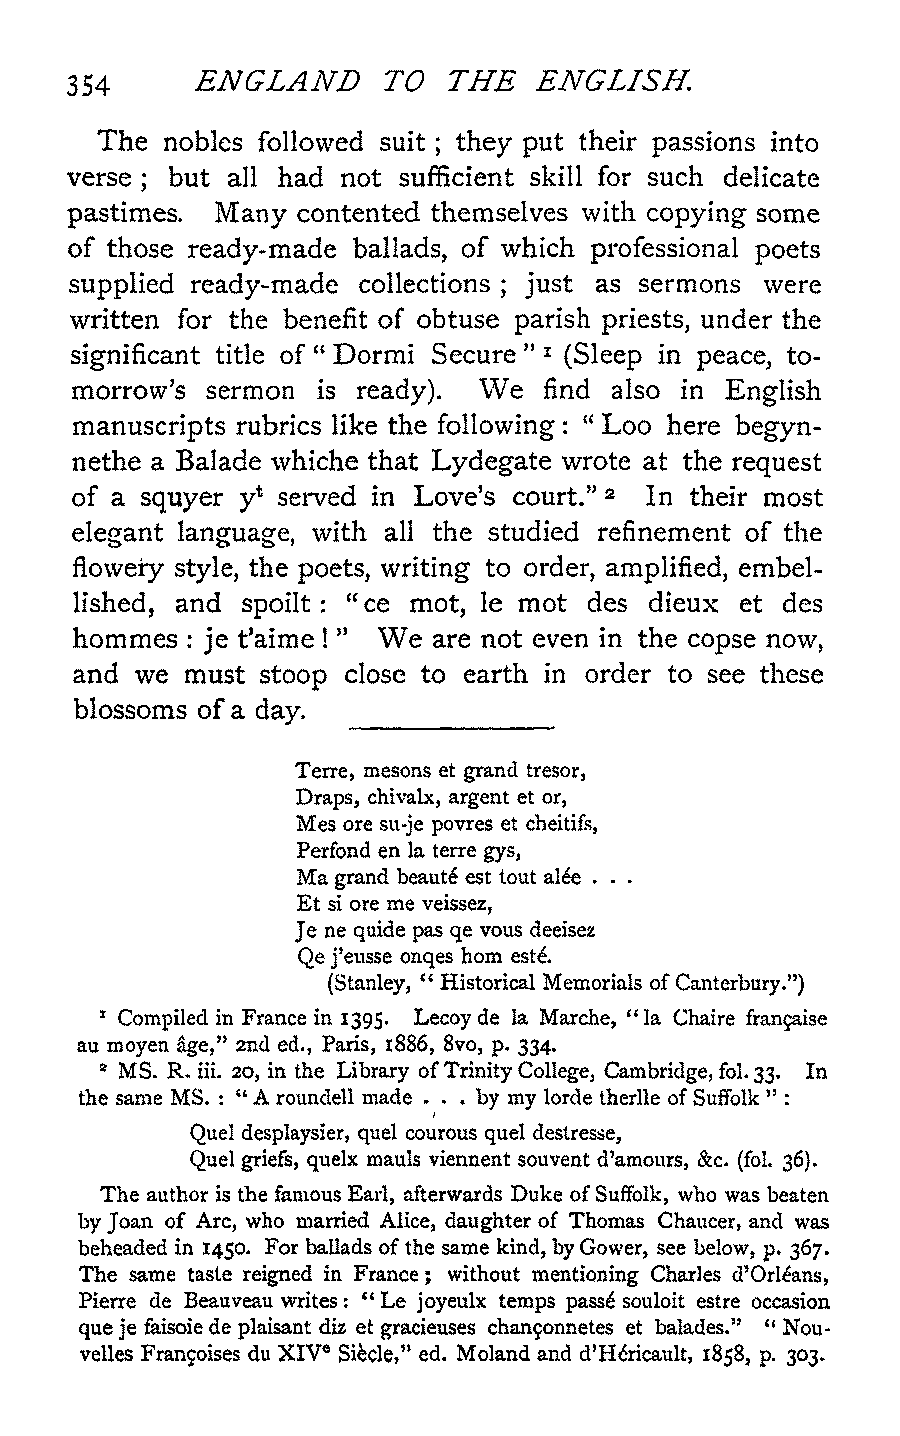 354 ENGLAND TO THE ENGLISH.
The nobles followed suit ; they put their passions into
verse ; but all had not sufficient skill for such delicate
pastimes. Many contented themselves with copying some
of those ready-made ballads, of which professional poets
supplied ready-made collections ; just as sermons were
written for the benefit of obtuse parish priests, under the
significant title of “ Dormi Secure ” ¹ (Sleep in peace, to-
morrow’s sermon is ready). We find also in English
manuscripts rubrics like the following : “ Loo here begyn-
nethe a Balade whiche that Lydegate wrote at the request
of a squyer yᵗ served in Love’s court.” ² In their most
elegant language, with all the studied refinement of the
flowery style, the poets, writing to order, amplified, embel-
lished, and spoilt : “ ce mot, le mot des dieux et des
hommes : je t’aime ! ” We are not even in the copse now,
and we must stoop close to earth in order to see these
blossoms of a day.
Terre, mesons et grand tresor,
Draps, chivalx, argent et or,
Mes ore su-je povres et cheitifs,
Perfond en la terre gys,
Ma grand beauté est tout alée . . .
Et si ore me veissez,
Je ne quide pas qe vous deeisez
Qe j’eusse onqes hom esté.
(Stanley, “ Historical Memorials of Canterbury.”)
¹ Compiled in France in 1395. Lecoy de la Marche, “ la Chaire française
au moyen âge,” 2nd ed., Paris, 1886, 8vo, p. 334.
² MS. R. iii. 20, in the Library of Trinity College, Cambridge, fol. 33. In
the same MS. : “ A roundell made . . . by my lorde therlle of Suffolk ” :
Quel desplaysier, quel courous quel destresse,
Quel griefs, quelx mauls viennent souvent d’amours, &c. (fol. 36).
The author is the famous Earl, afterwards Duke of Suffolk, who was beaten
by Joan of Arc, who married Alice, daughter of Thomas Chaucer, and was
beheaded in 1450. For ballads of the same kind, by Gower, see below, p. 367.
The same taste reigned in France ; without mentioning Charles d’Orléans,
Pierre de Beauveau writes : “ Le joyeulx temps passé souloit estre occasion
que je faisoie de plaisant diz et gracieuses chançonnetes et balades.” “ Nou-
velles Françoises du XIVᵉ Siècle,” ed. Moland and d’Héricault, 1858, p. 303.